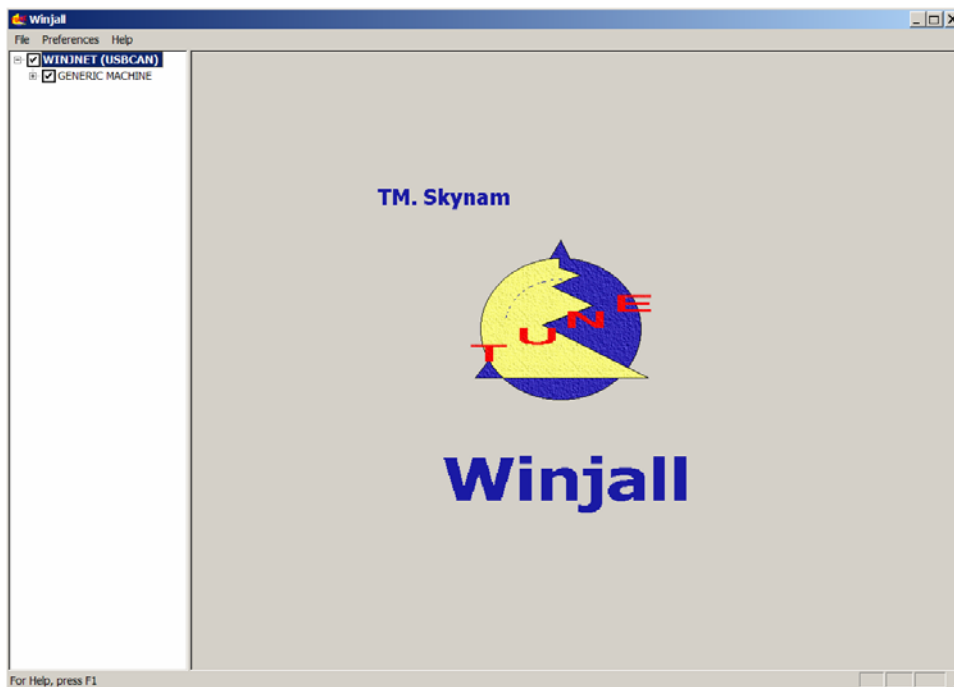 Winjall
File Preferences Help
WINJNET (USBCAN)
GENERIC MACHINE
TM. Skynam
TUNE
Winjall
For Help, press F1